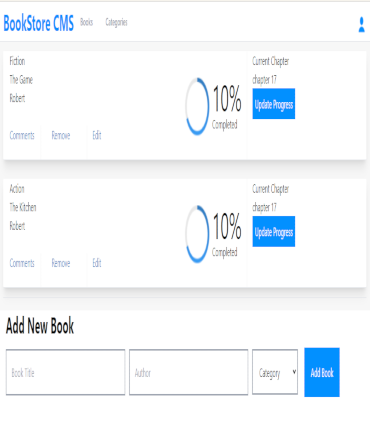 BookStore CMS Books Categories
Fiction
The Game
Robert
Comments Remove Edit
10%
Completed
Current Chapter
chapter 17
Update Progress
Action
The Kitchen
Robert
Comments Remove Edit
10%
Completed
Current Chapter
chapter 17
Update Progress
Add New Book
Book Title Author Category Add Book